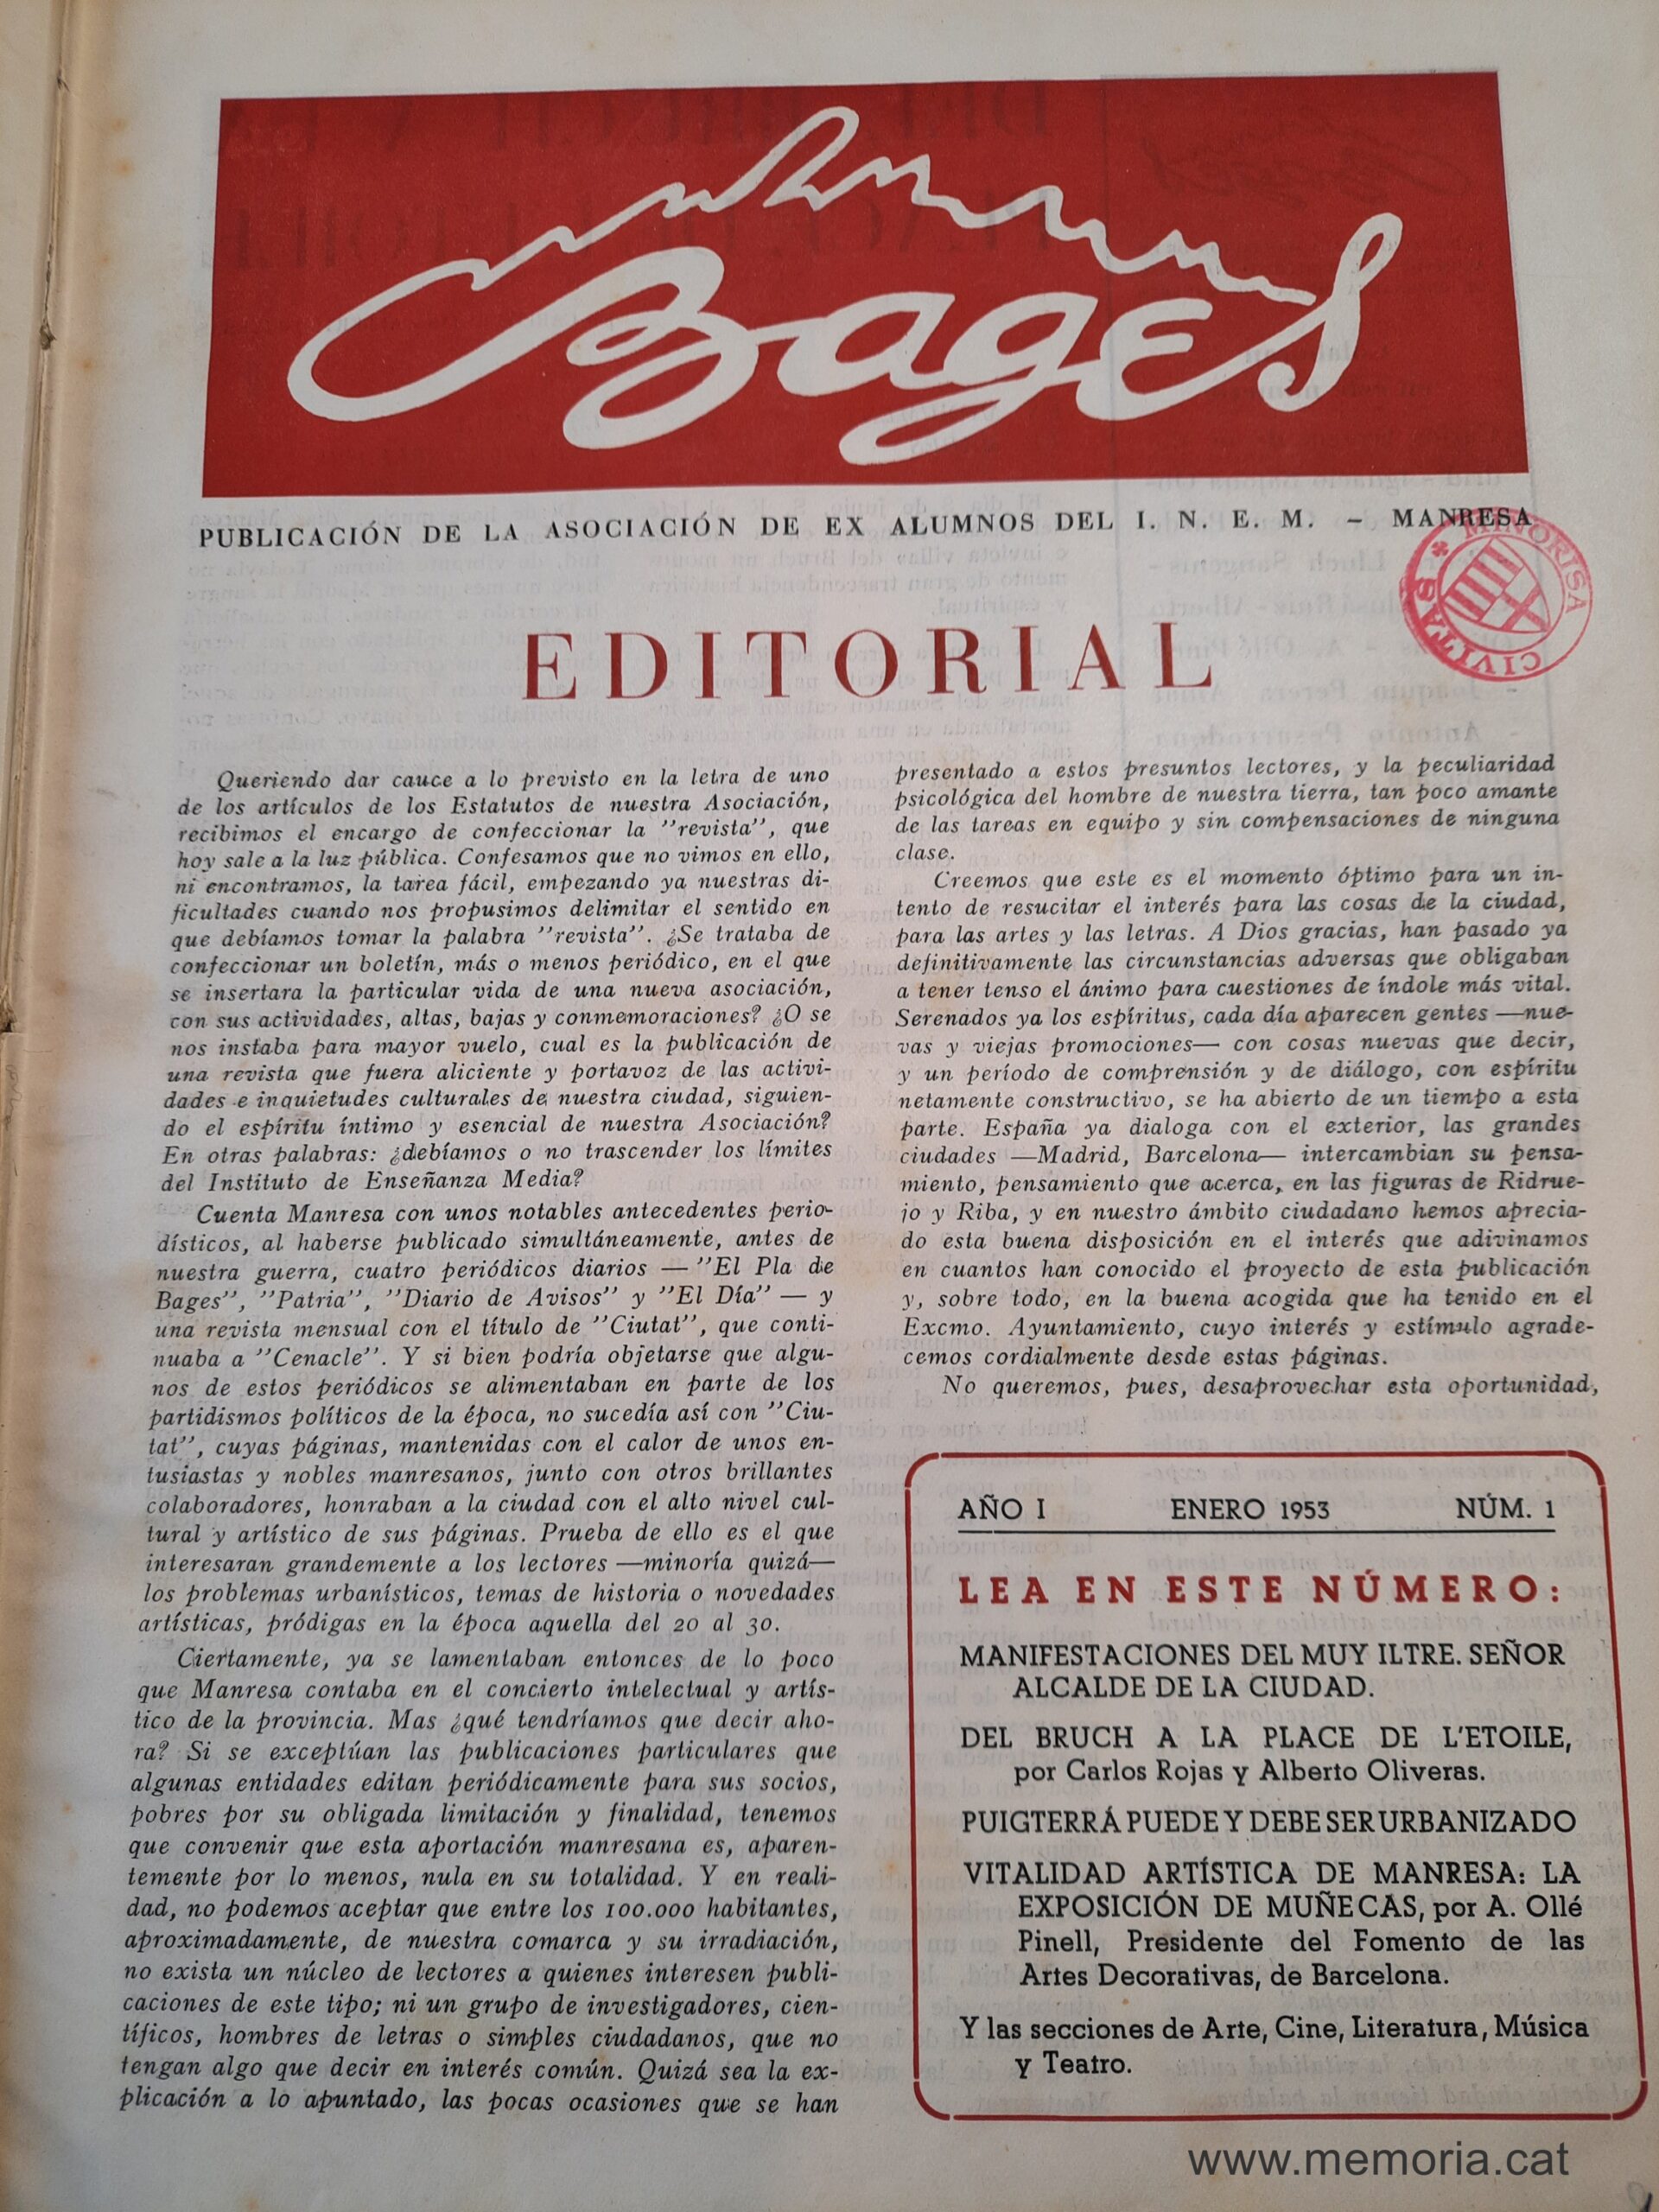 Bages
PUBLICACIÓN DE LA ASOCIACIÓN DE EX ALUMNOS DEL I. N. E. M. – MANRESA
MINORISA
CIVITAS
EDITORIAL
Queriendo dar cauce a lo previsto en la letra de uno
de los artículos de los Estatutos de nuestra Asociación,
recibimos el encargo de confeccionar la "revista", que
hoy sale a la luz pública. Confesamos que no vimos en ello,
ni encontramos, la tarea fácil, empezando ya nuestras di-
ficultades cuando nos propusimos delimitar el sentido en
que debíamos tomar la palabra "revista". ¿Se trataba de
confeccionar un boletín, más o menos periódico, en el que
se insertara la particular vida de una nueva asociación,
con sus actividades, altas, bajas y conmemoraciones? ¿O se
nos instaba para mayor vuelo, cual es la publicación de
una revista que fuera aliciente y portavoz de las activi-
dades e inquietudes culturales de nuestra ciudad, siguien-
do el espíritu íntimo y esencial de nuestra Asociación?
En otras palabras: ¿debíamos o no trascender los límites
del Instituto de Enseñanza Media?
Cuenta Manresa con unos notables antecedentes perio-
dísticos, al haberse publicado simultáneamente, antes de
nuestra guerra, cuatro periódicos diarios — "El Pla de
Bages", "Patria", "Diario de Avisos" y "El Día" — y
una revista mensual con el título de "Ciutat", que conti-
nuaba a "Cenacle". Y si bien podría objetarse que algu-
nos de estos periódicos se alimentaban en parte de los
partidismos políticos de la época, no sucedía así con "Ciu-
tat", cuyas páginas, mantenidas con el calor de unos en-
tusiastas y nobles manresanos, junto con otros brillantes
colaboradores, honraban a la ciudad con el alto nivel cul-
tural y artístico de sus páginas. Prueba de ello es el que
interesaran grandemente a los lectores —minoría quizá—
los problemas urbanísticos, temas de historia o novedades
artísticas, pródigas en la época aquella del 20 al 30.
Ciertamente, ya se lamentaban entonces de lo poco
que Manresa contaba en el concierto intelectual y artís-
tico de la provincia. Mas ¿qué tendríamos que decir aho-
ra? Si se exceptúan las publicaciones particulares que
algunas entidades editan periódicamente para sus socios,
pobres por su obligada limitación y finalidad, tenemos
que convenir que esta aportación manresana es, aparen-
temente por lo menos, nula en su totalidad. Y en reali-
dad, no podemos aceptar que entre los 100.000 habitantes,
aproximadamente, de nuestra comarca y su irradiación,
no exista un núcleo de lectores a quienes interesen publi-
caciones de este tipo; ni un grupo de investigadores, cien-
tíficos, hombres de letras o simples ciudadanos, que no
tengan algo que decir en interés común. Quizá sea la ex-
plicación a lo apuntado, las pocas ocasiones que se han
presentado a estos presuntos lectores, y la peculiaridad
psicológica del hombre de nuestra tierra, tan poco amante
de las tareas en equipo y sin compensaciones de ninguna
clase.
Creemos que este es el momento óptimo para un in-
tento de resucitar el interés para las cosas de la ciudad,
para las artes y las letras. A Dios gracias, han pasado ya
definitivamente las circunstancias adversas que obligaban
a tener tenso el ánimo para cuestiones de índole más vital.
Serenados ya los espíritus, cada día aparecen gentes —nue-
vas y viejas promociones— con cosas nuevas que decir,
y un período de comprensión y de diálogo, con espíritu
netamente constructivo, se ha abierto de un tiempo a esta
parte. España ya dialoga con el exterior, las grandes
ciudades —Madrid, Barcelona— intercambian su pensa-
miento, pensamiento que acerca, en las figuras de Ridrue-
jo y Riba, y en nuestro ámbito ciudadano hemos aprecia-
do esta buena disposición en el interés que adivinamos
en cuantos han conocido el proyecto de esta publicación
y, sobre todo, en la buena acogida que ha tenido en el
Excmo. Ayuntamiento, cuyo interés y estímulo agrade-
cemos cordialmente desde estas páginas.
No queremos, pues, desaprovechar esta oportunidad,
AÑO I ENERO 1953 NÚM. 1
LEA EN ESTE NÚMERO:
MANIFESTACIONES DEL MUY ILTRE. SEÑOR
ALCALDE DE LA CIUDAD.
DEL BRUCH A LA PLACE DE L'ETOILE,
por Carlos Rojas y Alberto Oliveras.
PUIGTERRÁ PUEDE Y DEBE SER URBANIZADO
VITALIDAD ARTÍSTICA DE MANRESA: LA
EXPOSICIÓN DE MUÑECAS, por A. Ollé
Pinell, Presidente del Fomento de las
Artes Decorativas, de Barcelona.
Y las secciones de Arte, Cine, Literatura, Música
y Teatro.
www.memoria.cat